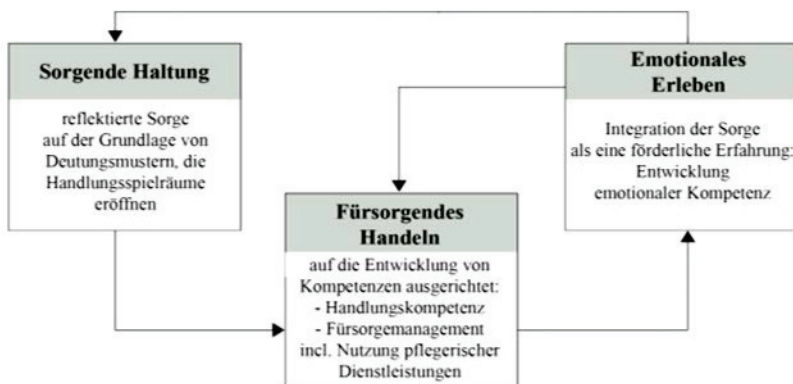 Sorgende Haltung
reflektierte Sorge
auf der Grundlage von
Deutungsmustern, die
Handlungsspielräume
eröffnen
Fürsorgendes
Handeln
auf die Entwicklung von
Kompetenzen ausgerichtet:
- Handlungskompetenz
- Fürsorgemanagement
incl. Nutzung pflegerischer
Dienstleistungen
Emotionales
Erleben
Integration der Sorge
als eine förderliche Erfahrung:
Entwicklung
emotionaler Kompetenz